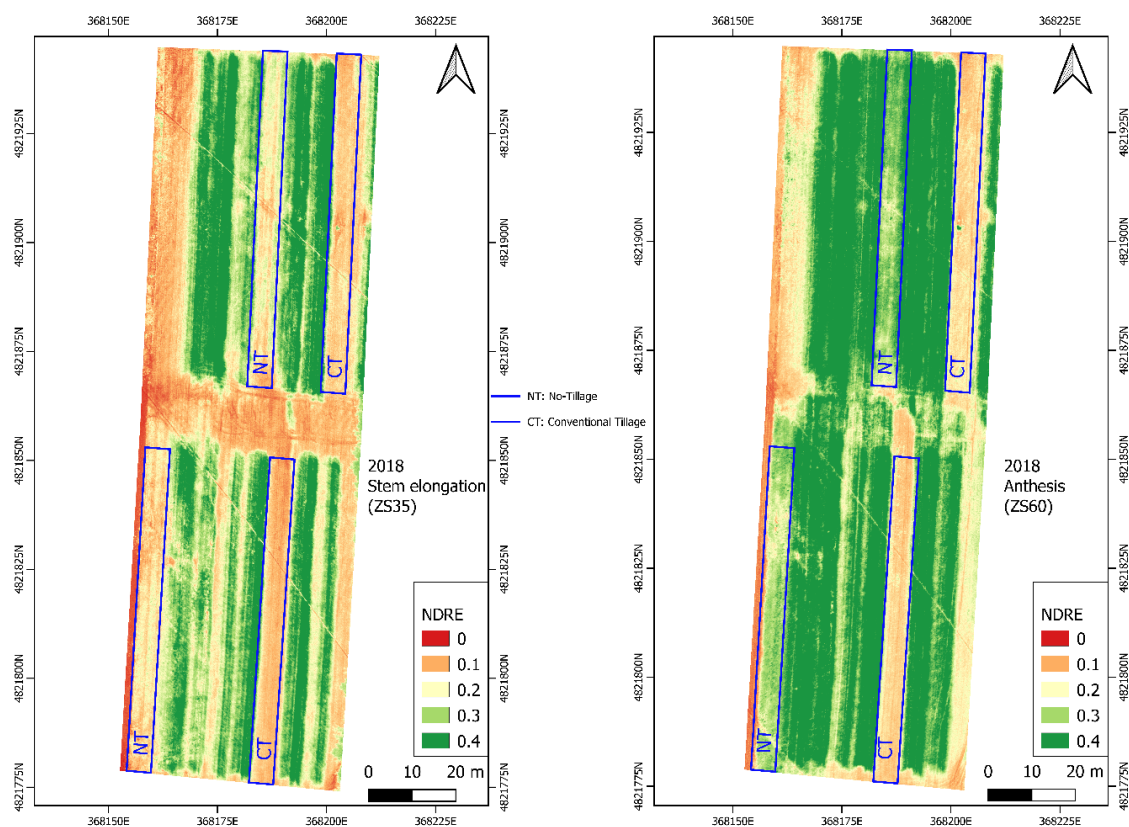 368150E 368175E 368200E 368225E
4821925N 4821925N
4821900N 4821900N
4821875N 4821875N
4821850N 4821850N
4821825N 4821825N
4821800N 4821800N
4821775N 4821775N
NT
CT
NT
CT
2018
Stem elongation
(ZS35)
NDRE
0
0.1
0.2
0.3
0.4
0 10 20 m
368150E 368175E 368200E 368225E
NT: No-Tillage
CT: Conventional Tillage
368150E 368175E 368200E 368225E
4821925N 4821925N
4821900N 4821900N
4821875N 4821875N
4821850N 4821850N
4821825N 4821825N
4821800N 4821800N
4821775N 4821775N
NT
CT
NT
CT
2018
Anthesis
(ZS60)
NDRE
0
0.1
0.2
0.3
0.4
0 10 20 m
368150E 368175E 368200E 368225E